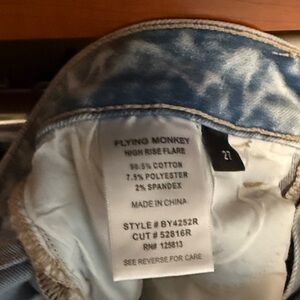 FLYING MONKEY
HIGH RISE FLARE
90.5% COTTON
7.5% POLYESTER
2% SPANDEX
MADE IN CHINA
STYLE # BY4252R
CUT # 52816R
RN# 125813
SEE REVERSE FOR CARE
27